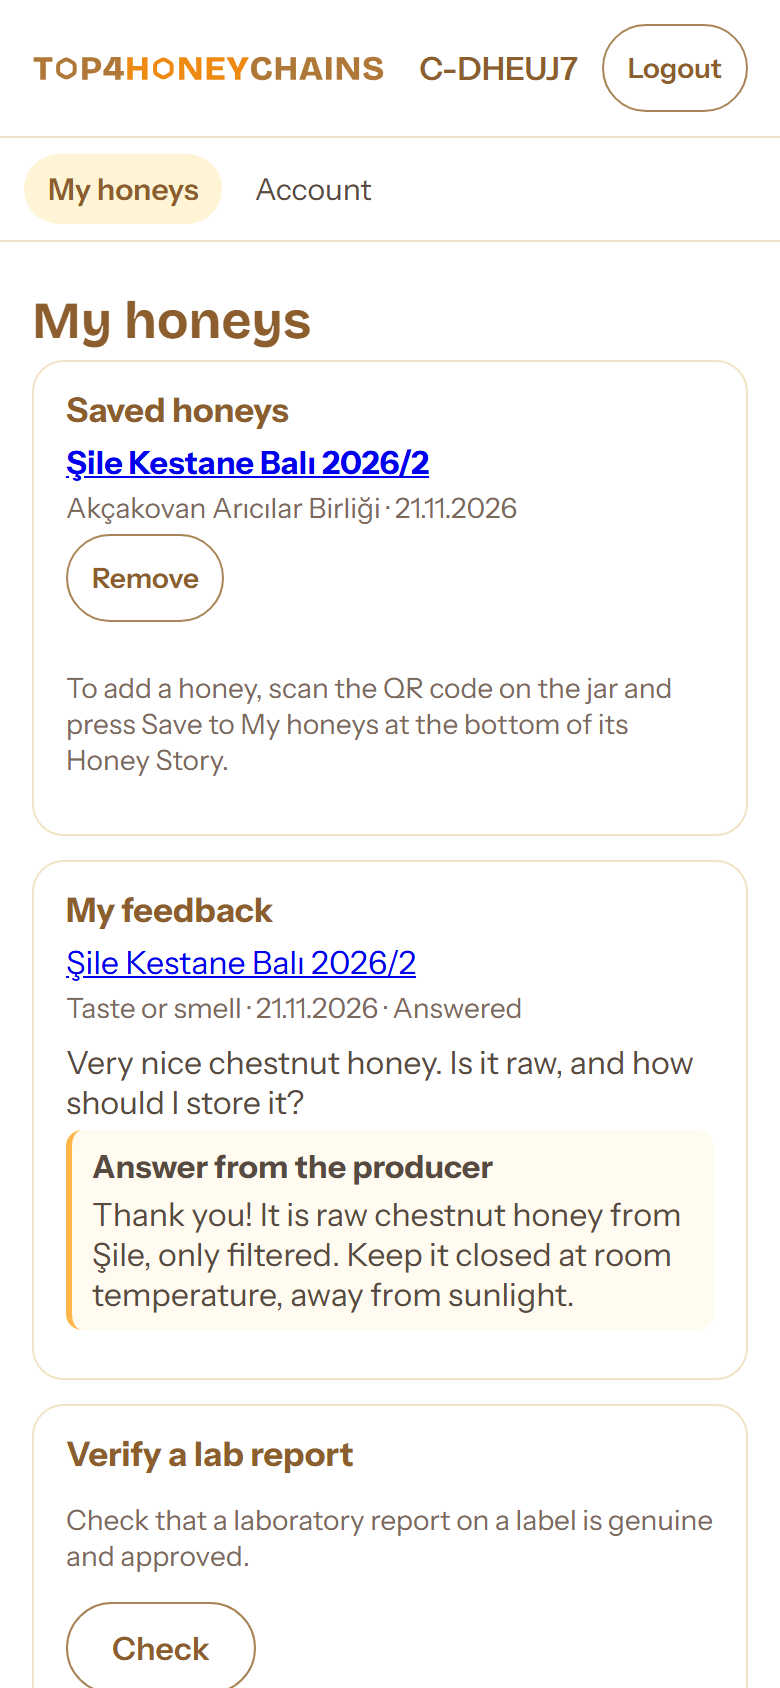 TOP4HONEYCHAINS C-DHEUJ7 Logout
My honeys Account
My honeys
Saved honeys
Şile Kestane Balı 2026/2
Akçakovan Arıcılar Birliği · 21.11.2026
Remove
To add a honey, scan the QR code on the jar and
press Save to My honeys at the bottom of its
Honey Story.
My feedback
Şile Kestane Balı 2026/2
Taste or smell · 21.11.2026 · Answered
Very nice chestnut honey. Is it raw, and how
should I store it?
Answer from the producer
Thank you! It is raw chestnut honey from
Şile, only filtered. Keep it closed at room
temperature, away from sunlight.
Verify a lab report
Check that a laboratory report on a label is genuine
and approved.
Check